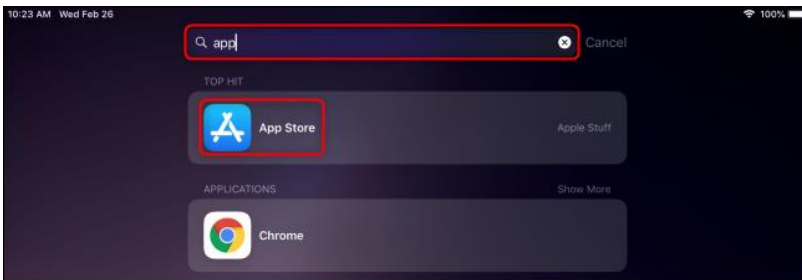 10:23 AM Wed Feb 26
100%
app
Cancel
TOP HIT
App Store
Apple Stuff
APPLICATIONS
Show More
Chrome